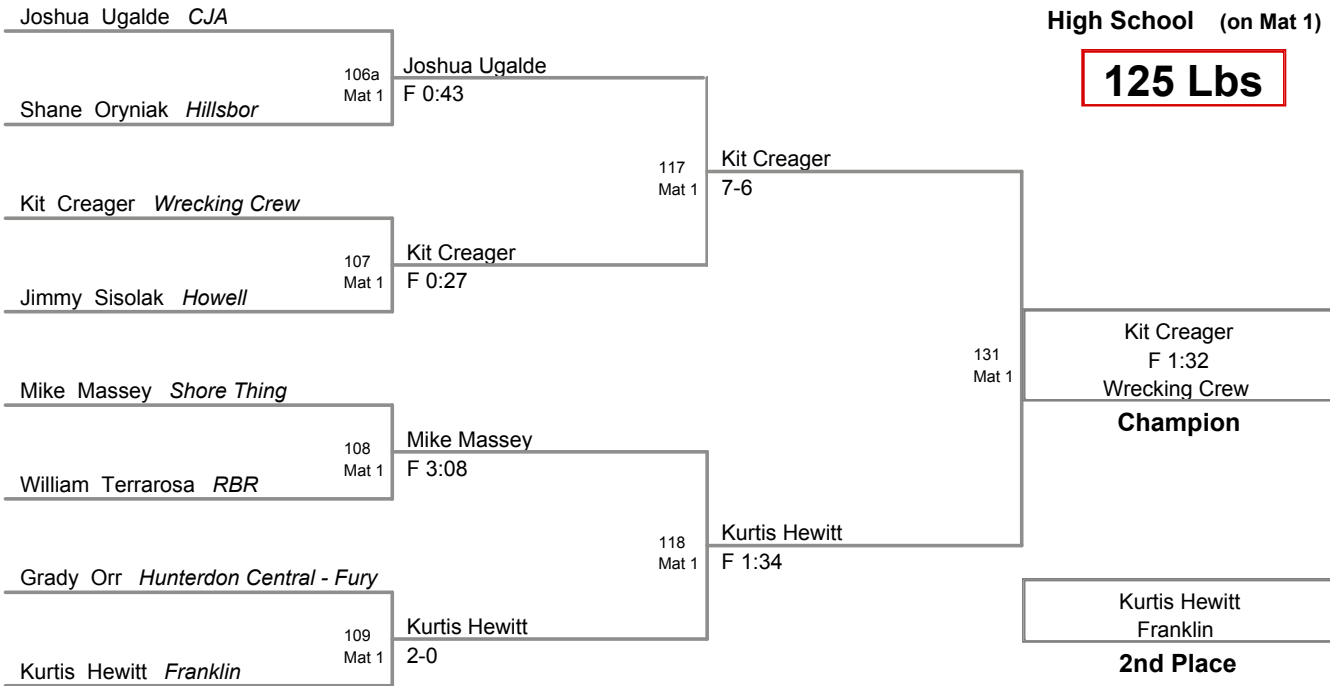 Joshua Ugalde CJA
High School (on Mat 1)
125 Lbs
106a
Mat 1
Joshua Ugalde
F 0:43
Shane Oryniak Hillsbor
117
Mat 1
Kit Creager
7-6
Kit Creager Wrecking Crew
107
Mat 1
Kit Creager
F 0:27
Jimmy Sisolak Howell
131
Mat 1
Kit Creager
F 1:32
Wrecking Crew
Champion
Mike Massey Shore Thing
108
Mat 1
Mike Massey
F 3:08
William Terrarosa RBR
118
Mat 1
Kurtis Hewitt
F 1:34
Grady Orr Hunterdon Central - Fury
109
Mat 1
Kurtis Hewitt
2-0
Kurtis Hewitt Franklin
Kurtis Hewitt
Franklin
2nd Place